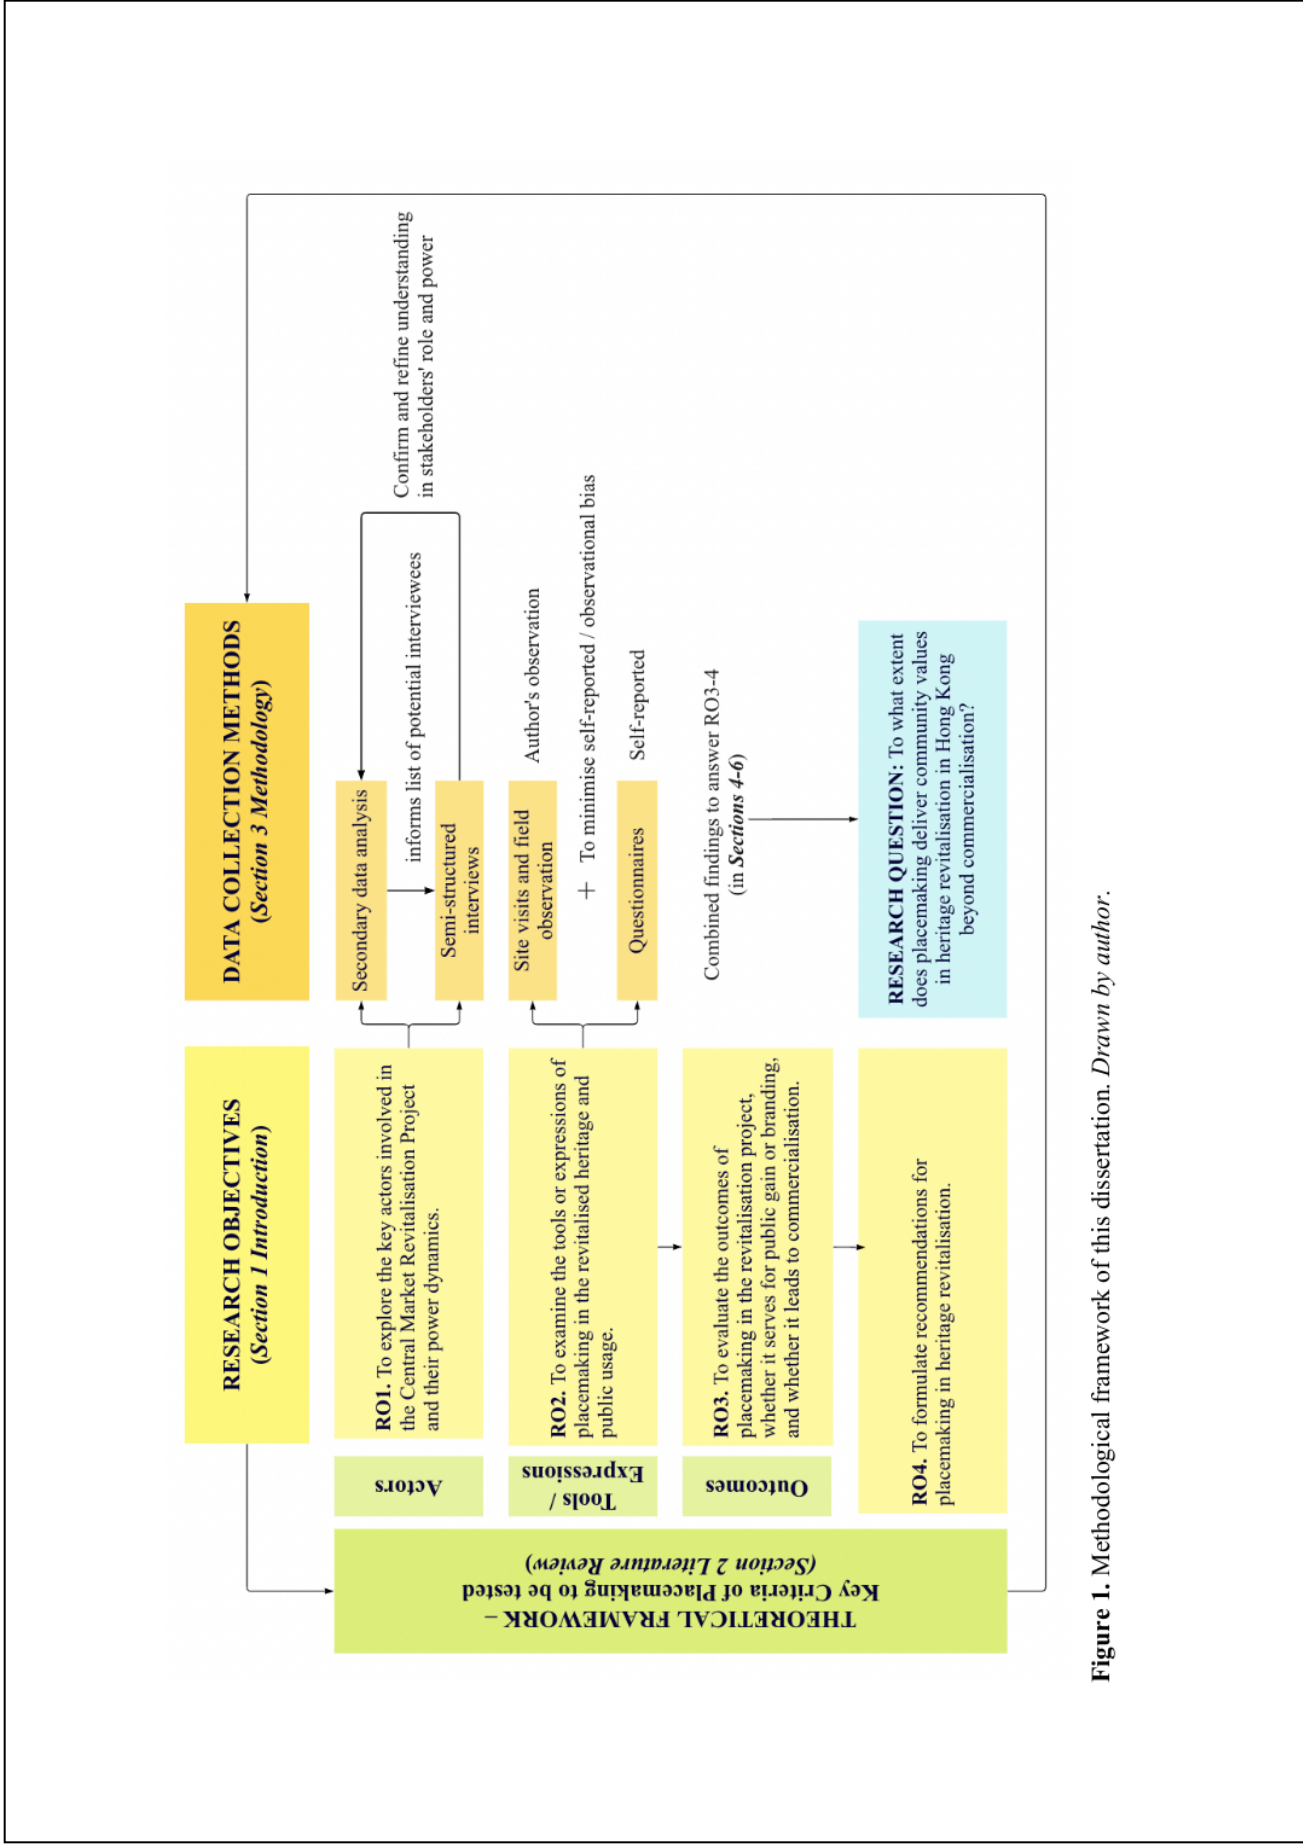 RESEARCH OBJECTIVES
(Section 1 Introduction)
DATA COLLECTION METHODS
(Section 3 Methodology)
THEORETICAL FRAMEWORK –
Key Criteria of Placemaking to be tested
(Section 2 Literature Review)
Actors
RO1. To explore the key actors involved in
the Central Market Revitalisation Project
and their power dynamics.
Secondary data analysis
informs list of potential interviewees
Semi-structured
interviews
Confirm and refine understanding
in stakeholders' role and power
Tools /
Expressions
RO2. To examine the tools or expressions of
placemaking in the revitalised heritage and
public usage.
Site visits and field
observation
Author's observation
+ To minimise self-reported / observational bias
Questionnaires
Self-reported
Outcomes
RO3. To evaluate the outcomes of
placemaking in the revitalisation project,
whether it serves for public gain or branding,
and whether it leads to commercialisation.
Combined findings to answer RO3-4
(in Sections 4-6)
RO4. To formulate recommendations for
placemaking in heritage revitalisation.
RESEARCH QUESTION: To what extent
does placemaking deliver community values
in heritage revitalisation in Hong Kong
beyond commercialisation?
Figure 1. Methodological framework of this dissertation. Drawn by author.